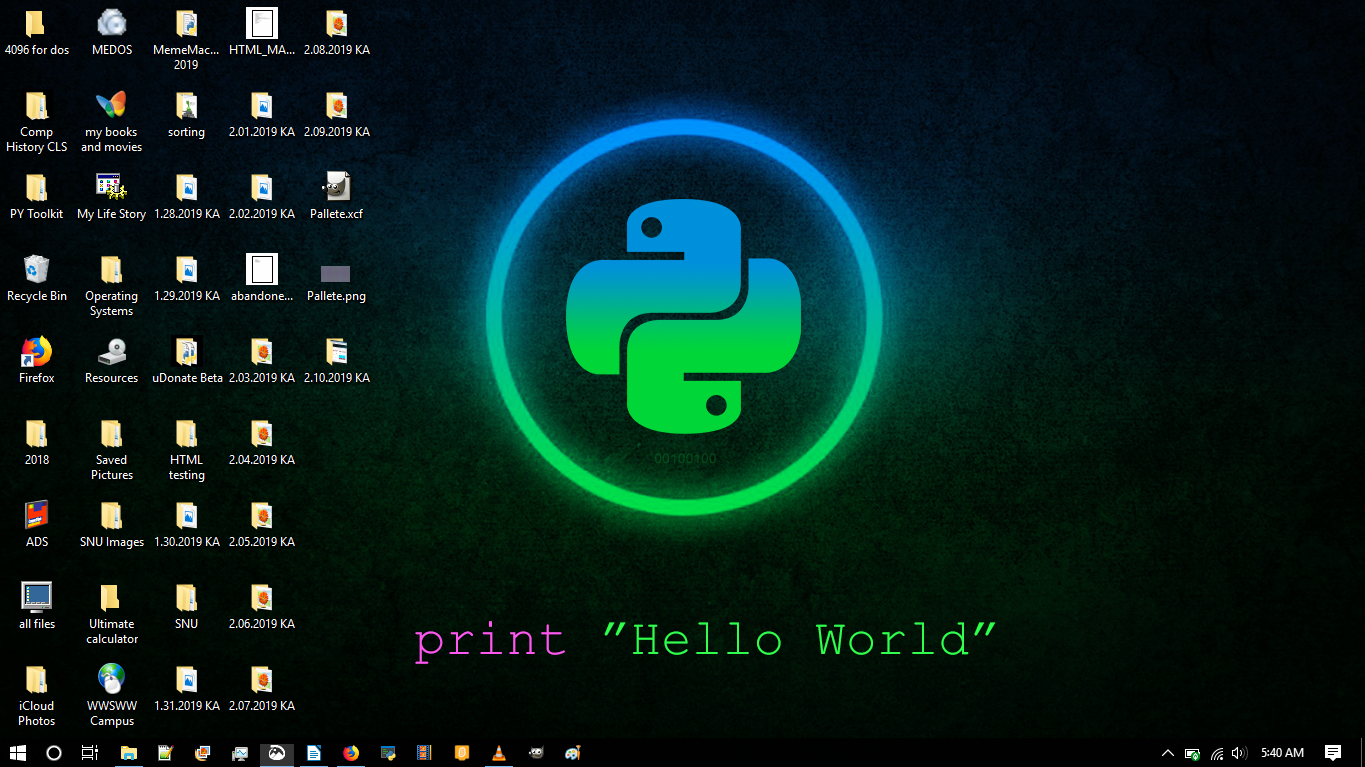 4096 for dos
MEDOS
MemeMac...
2019
HTML_MA...
2.08.2019 KA
Comp
History CLS
my books
and movies
sorting
2.01.2019 KA
2.09.2019 KA
PY Toolkit
My Life Story
1.28.2019 KA
2.02.2019 KA
Pallete.xcf
Recycle Bin
Operating
Systems
1.29.2019 KA
abandone...
Pallete.png
Firefox
Resources
uDonate Beta
2.03.2019 KA
2.10.2019 KA
2018
Saved
Pictures
HTML
testing
2.04.2019 KA
00100100
ADS
SNU Images
1.30.2019 KA
2.05.2019 KA
all files
Ultimate
calculator
SNU
2.06.2019 KA
print "Hello World"
iCloud
Photos
WWSWW
Campus
1.31.2019 KA
2.07.2019 KA
5:40 AM